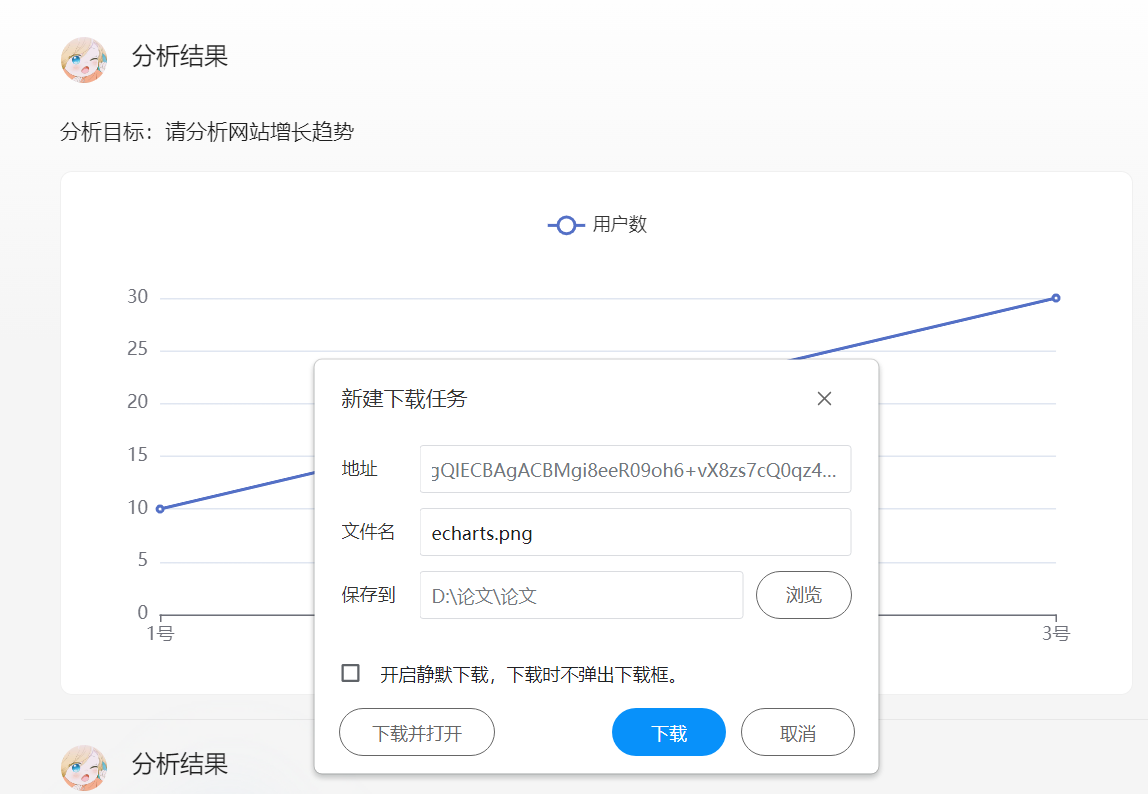 分析结果
分析目标：请分析网站增长趋势
用户数
30
25
20
15
10
5
0
1号
3号
新建下载任务
地址
gQIECBAgACBMgi8eeR09oh6+vX8zs7cQ0qz4...
文件名
echarts.png
保存到
D:\论文\论文
浏览
开启静默下载，下载时不弹出下载框。
下载并打开
下载
取消
分析结果